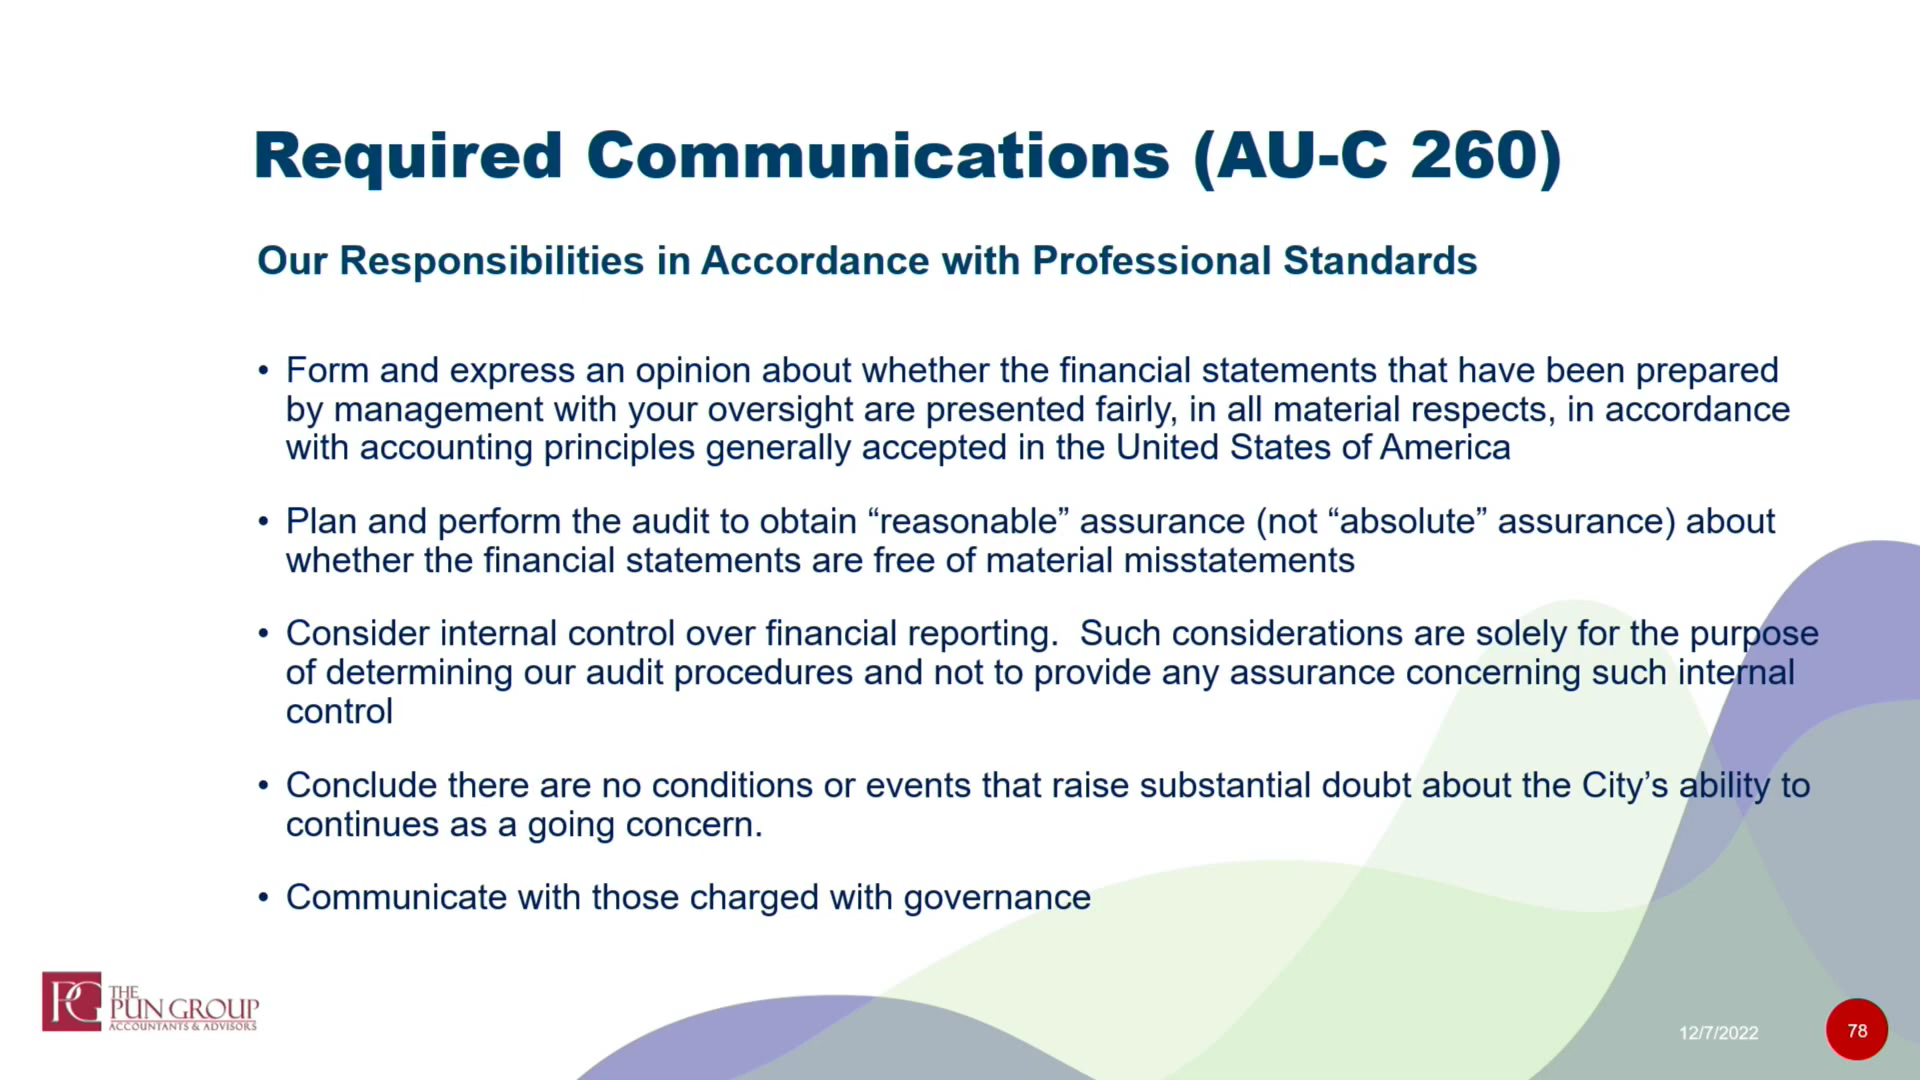 Required Communications (AU-C 260)
Our Responsibilities in Accordance with Professional Standards
• Form and express an opinion about whether the financial statements that have been prepared
by management with your oversight are presented fairly, in all material respects, in accordance
with accounting principles generally accepted in the United States of America
• Plan and perform the audit to obtain “reasonable” assurance (not “absolute” assurance) about
whether the financial statements are free of material misstatements
• Consider internal control over financial reporting.  Such considerations are solely for the purpose
of determining our audit procedures and not to provide any assurance concerning such internal
control
• Conclude there are no conditions or events that raise substantial doubt about the City’s ability to
continues as a going concern.
• Communicate with those charged with governance
PG
THE
PUN GROUP
ACCOUNTANTS & ADVISORS
12/7/2022
78